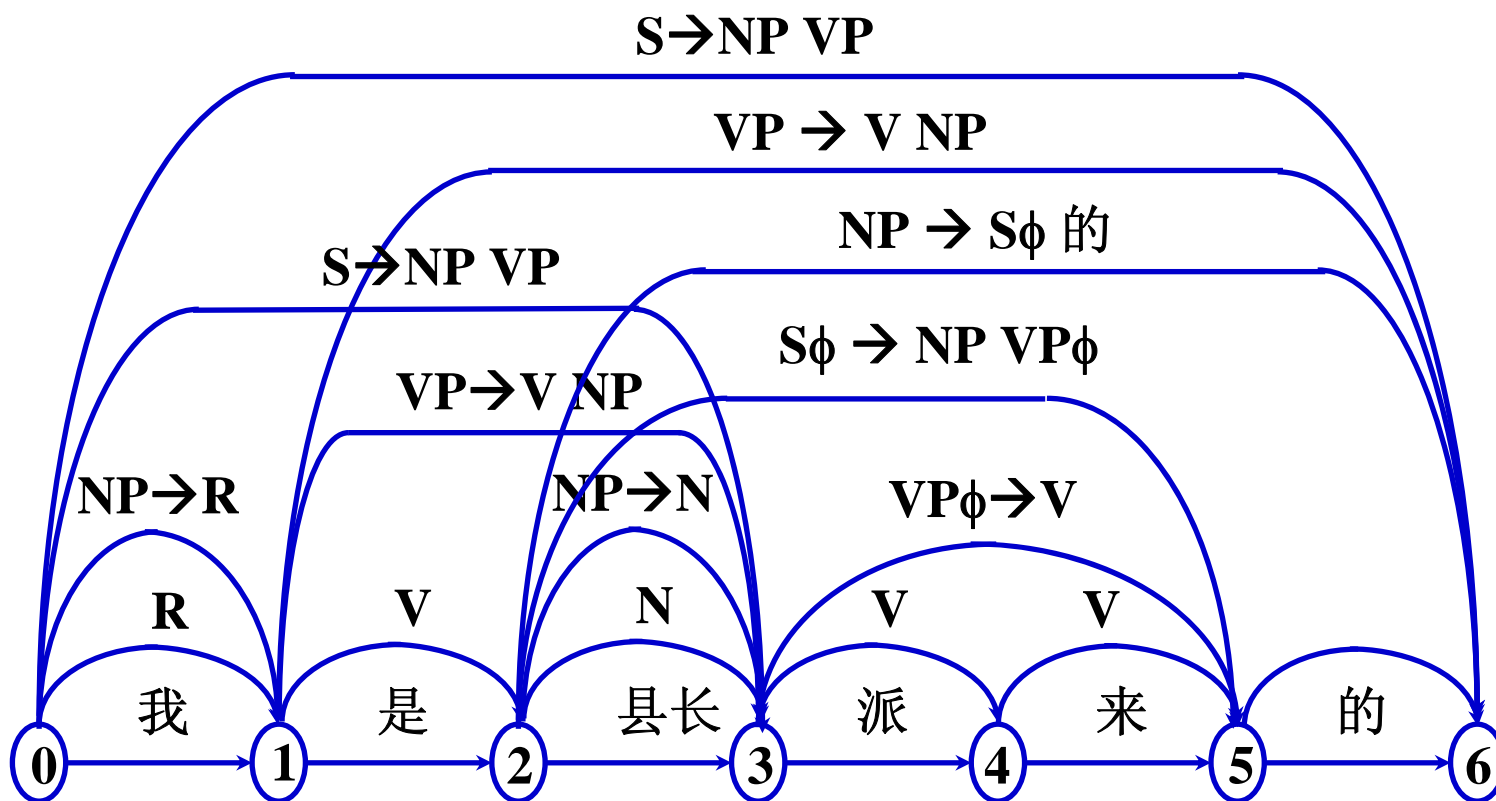 S→NP VP
VP → V NP
NP → Sϕ 的
S→NP VP
Sϕ → NP VPϕ
VP→V NP
NP→R
NP→N
VPϕ→V
R V N V V
我 是 县长 派 来 的
0 1 2 3 4 5 6